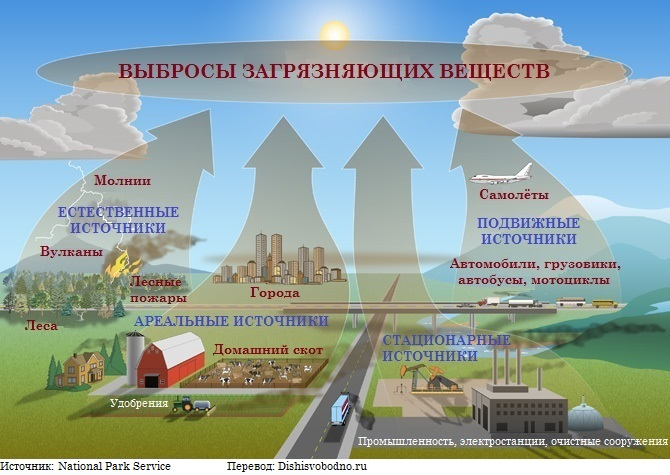 ВЫБРОСЫ ЗАГРЯЗНЯЮЩИХ ВЕЩЕСТВ
Молнии
ЕСТЕСТВЕННЫЕ
ИСТОЧНИКИ
Вулканы
Лесные
пожары
Леса
Города
АРЕАЛЬНЫЕ ИСТОЧНИКИ
Домашний скот
Удобрения
Самолёты
ПОДВИЖНЫЕ
ИСТОЧНИКИ
Автомобили, грузовики,
автобусы, мотоциклы
СТАЦИОНАРНЫЕ
ИСТОЧНИКИ
Промышленность, электростанции, очистные сооружения
Источник: National Park Service
Перевод: Dishisvobodno.ru